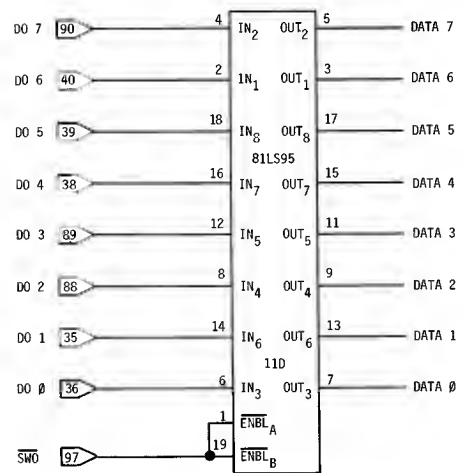 DO 7 90 4 IN2 OUT2 5 DATA 7
DO 6 40 2 IN1 OUT1 3 DATA 6
DO 5 39 18 IN8 OUT8 17 DATA 5
81LS95
DO 4 38 16 IN7 OUT7 15 DATA 4
DO 3 89 12 IN5 OUT5 11 DATA 3
DO 2 88 8 IN4 OUT4 9 DATA 2
DO 1 35 14 IN6 OUT6 13 DATA 1
11D
DO Ø 36 6 IN3 OUT3 7 DATA Ø
1 ENBLA
SWO 97 19 ENBLB